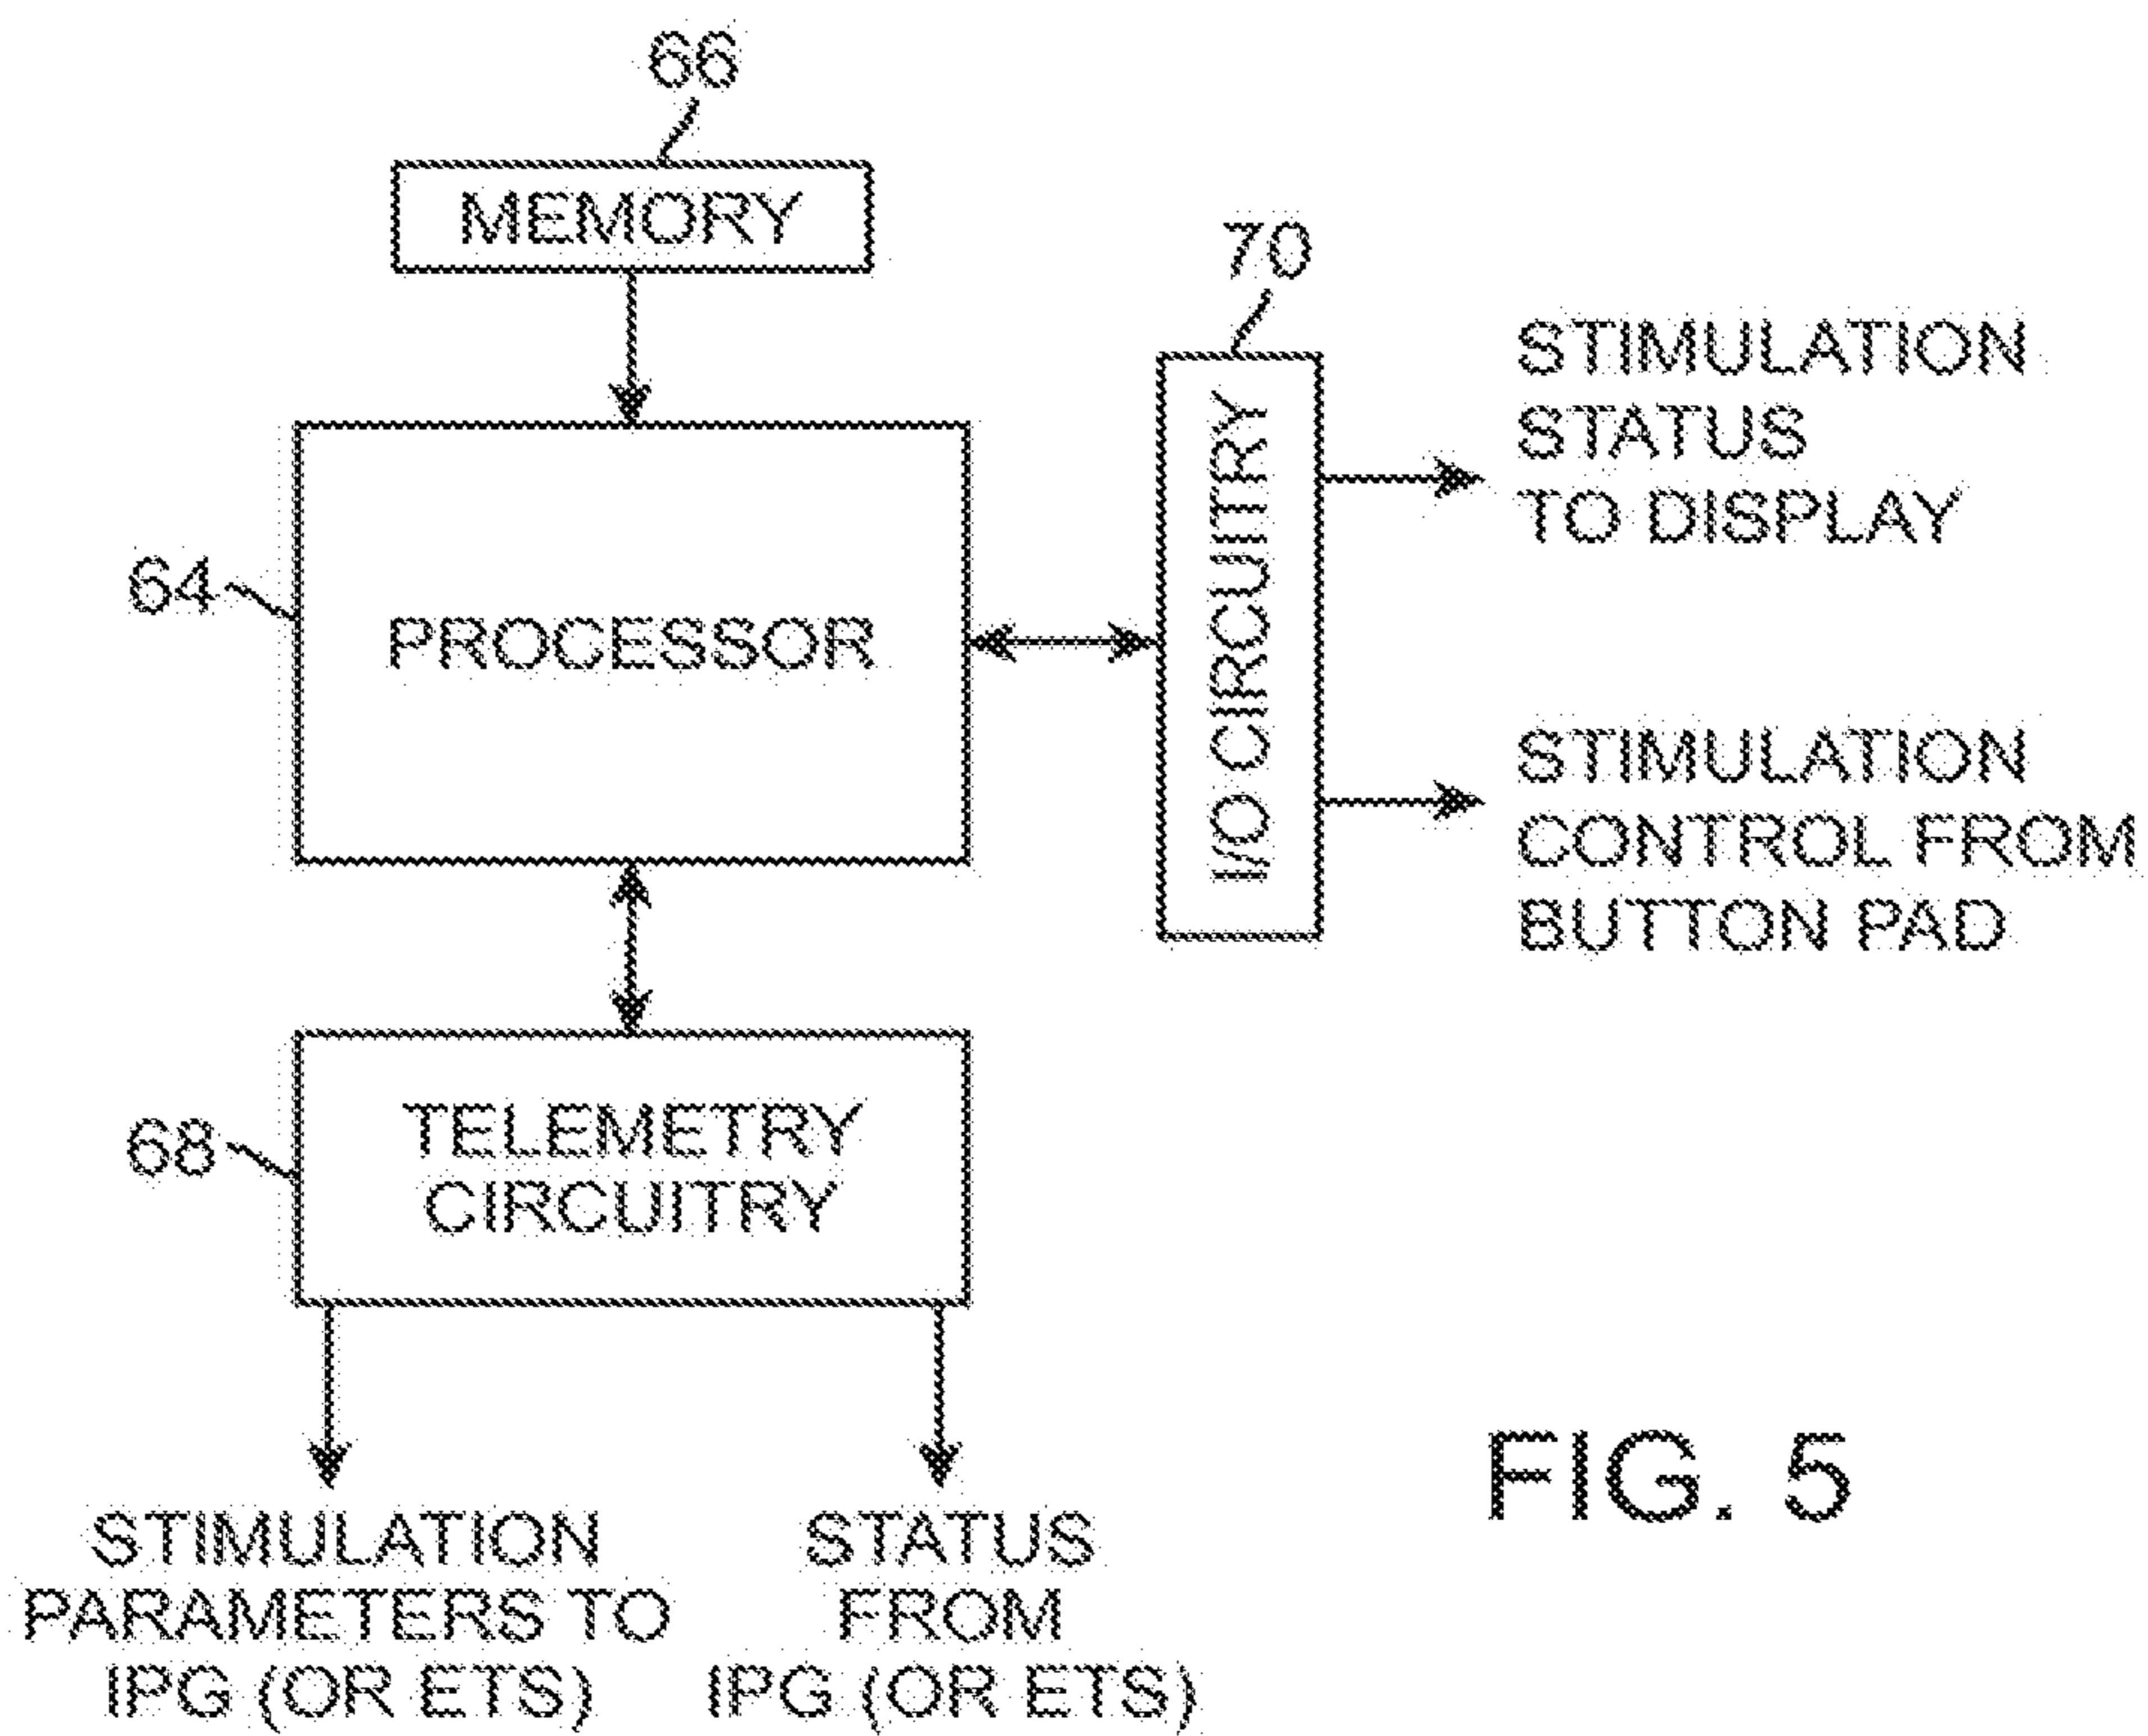 66
MEMORY
70
STIMULATION
STATUS
TO DISPLAY
64
PROCESSOR
I/O CIRCUITRY
STIMULATION
CONTROL FROM
BUTTON PAD
68
TELEMETRY
CIRCUITRY
STIMULATION
PARAMETERS TO
IPG (OR ETS)
STATUS
FROM
IPG (OR ETS)
FIG. 5